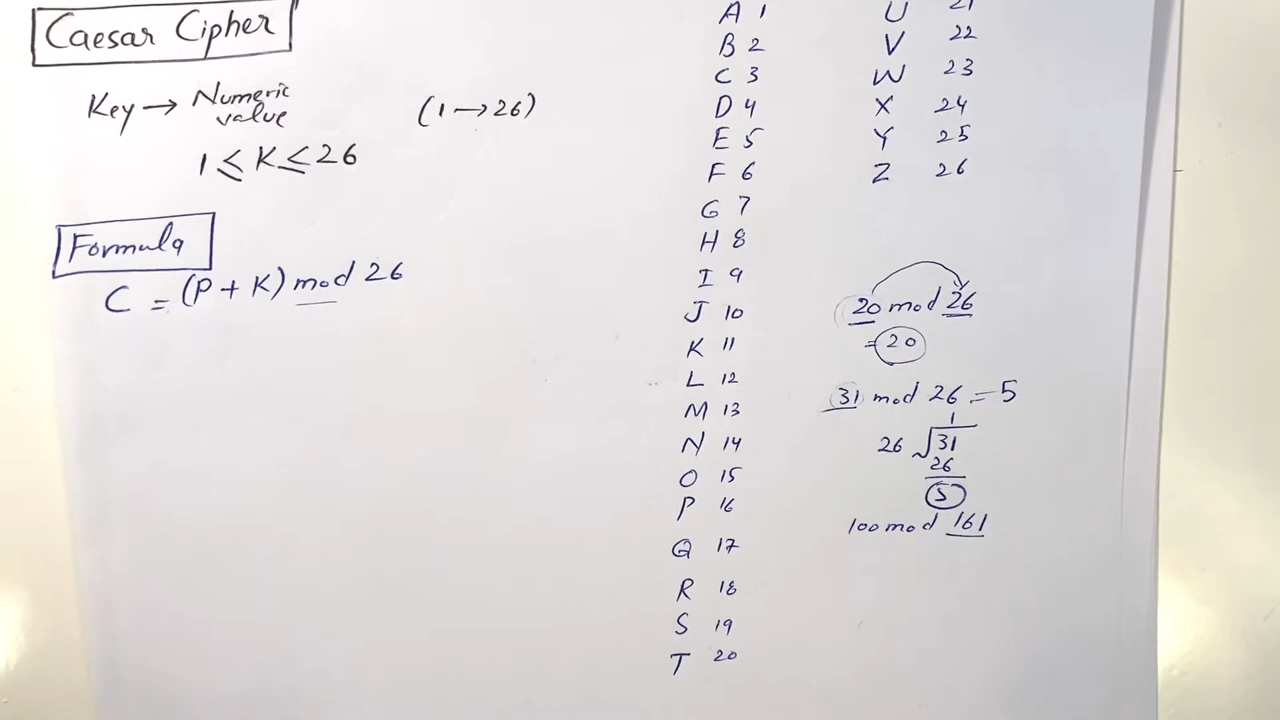 Caesar Cipher
Key → Numeric value (1 → 26)
1 ≤ K ≤ 26
Formula
C = (P + K) mod 26
A 1
B 2
C 3
D 4
E 5
F 6
G 7
H 8
I 9
J 10
K 11
L 12
M 13
N 14
O 15
P 16
Q 17
R 18
S 19
T 20
U 21
V 22
W 23
X 24
Y 25
Z 26
20 mod 26
= 20
31 mod 26 = 5
1
26 √31
26
5
100 mod 161